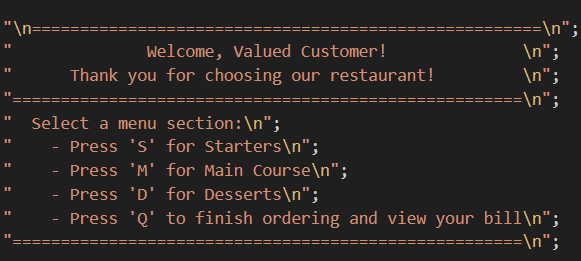 "\n=====================================================\n";
"              Welcome, Valued Customer!              \n";
"      Thank you for choosing our restaurant!         \n";
"=====================================================\n";
"  Select a menu section:\n";
"    - Press 'S' for Starters\n";
"    - Press 'M' for Main Course\n";
"    - Press 'D' for Desserts\n";
"    - Press 'Q' to finish ordering and view your bill\n";
"=====================================================\n";